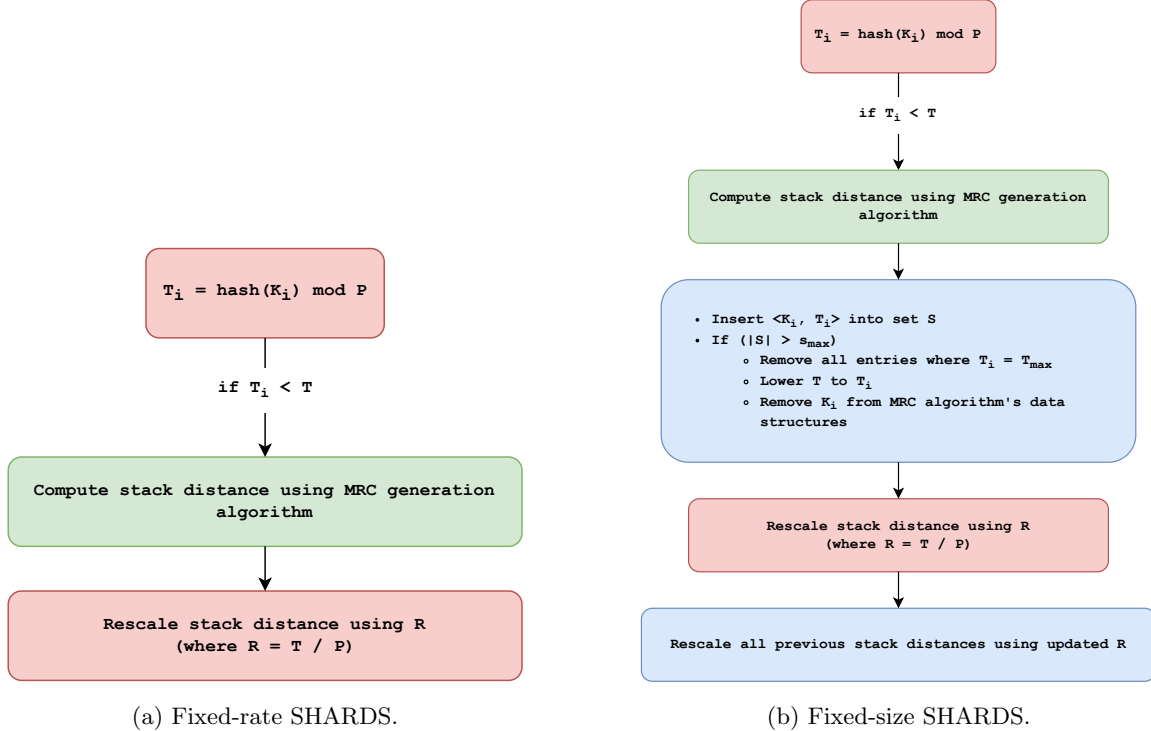 T_i = hash(K_i) mod P
if T_i < T
Compute stack distance using MRC generation
algorithm
Rescale stack distance using R
(where R = T / P)
(a) Fixed-rate SHARDS.
T_i = hash(K_i) mod P
if T_i < T
Compute stack distance using MRC generation
algorithm
• Insert <K_i, T_i> into set S
• If (|S| > s_max)
∘ Remove all entries where T_i = T_max
∘ Lower T to T_i
∘ Remove K_i from MRC algorithm's data
structures
Rescale stack distance using R
(where R = T / P)
Rescale all previous stack distances using updated R
(b) Fixed-size SHARDS.